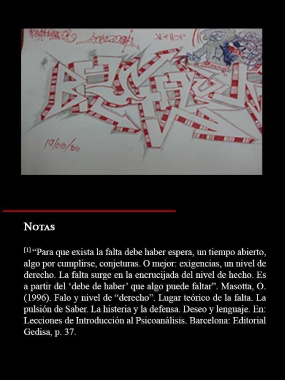 19/00/00
NOTAS
[1] “Para que exista la falta debe haber espera, un tiempo abierto,
algo por cumplirse, conjeturas. O mejor: exigencias, un nivel de
derecho. La falta surge en la encrucijada del nivel de hecho. Es
a partir del ‘debe de haber’ que algo puede faltar”. Masotta, O.
(1996). Falo y nivel de “derecho”. Lugar teórico de la falta. La
pulsión de Saber. La histeria y la defensa. Deseo y lenguaje. En:
Lecciones de Introducción al Psicoanálisis. Barcelona: Editorial
Gedisa, p. 37.